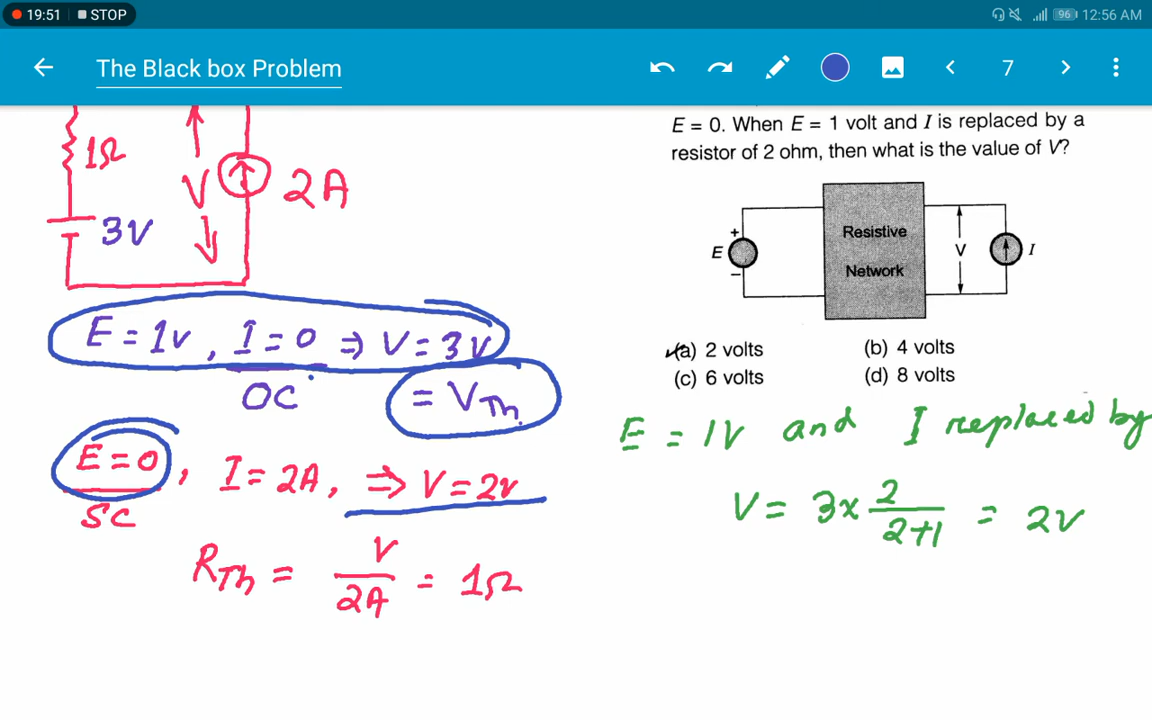 19:51 STOP 96 12:56 AM
The Black box Problem 7
1Ω
V 2A
3V
E = 1v, I = 0 ⇒ V = 3v
OC = VTh
E = 0, I = 2A, ⇒ V = 2v
SC
RTh = V/2A = 1Ω
E = 0. When E = 1 volt and I is replaced by a
resistor of 2 ohm, then what is the value of V?
E + − Resistive Network V I
(a) 2 volts (b) 4 volts
(c) 6 volts (d) 8 volts
E = 1V and I replaced by
V = 3 x 2/2+1 = 2v